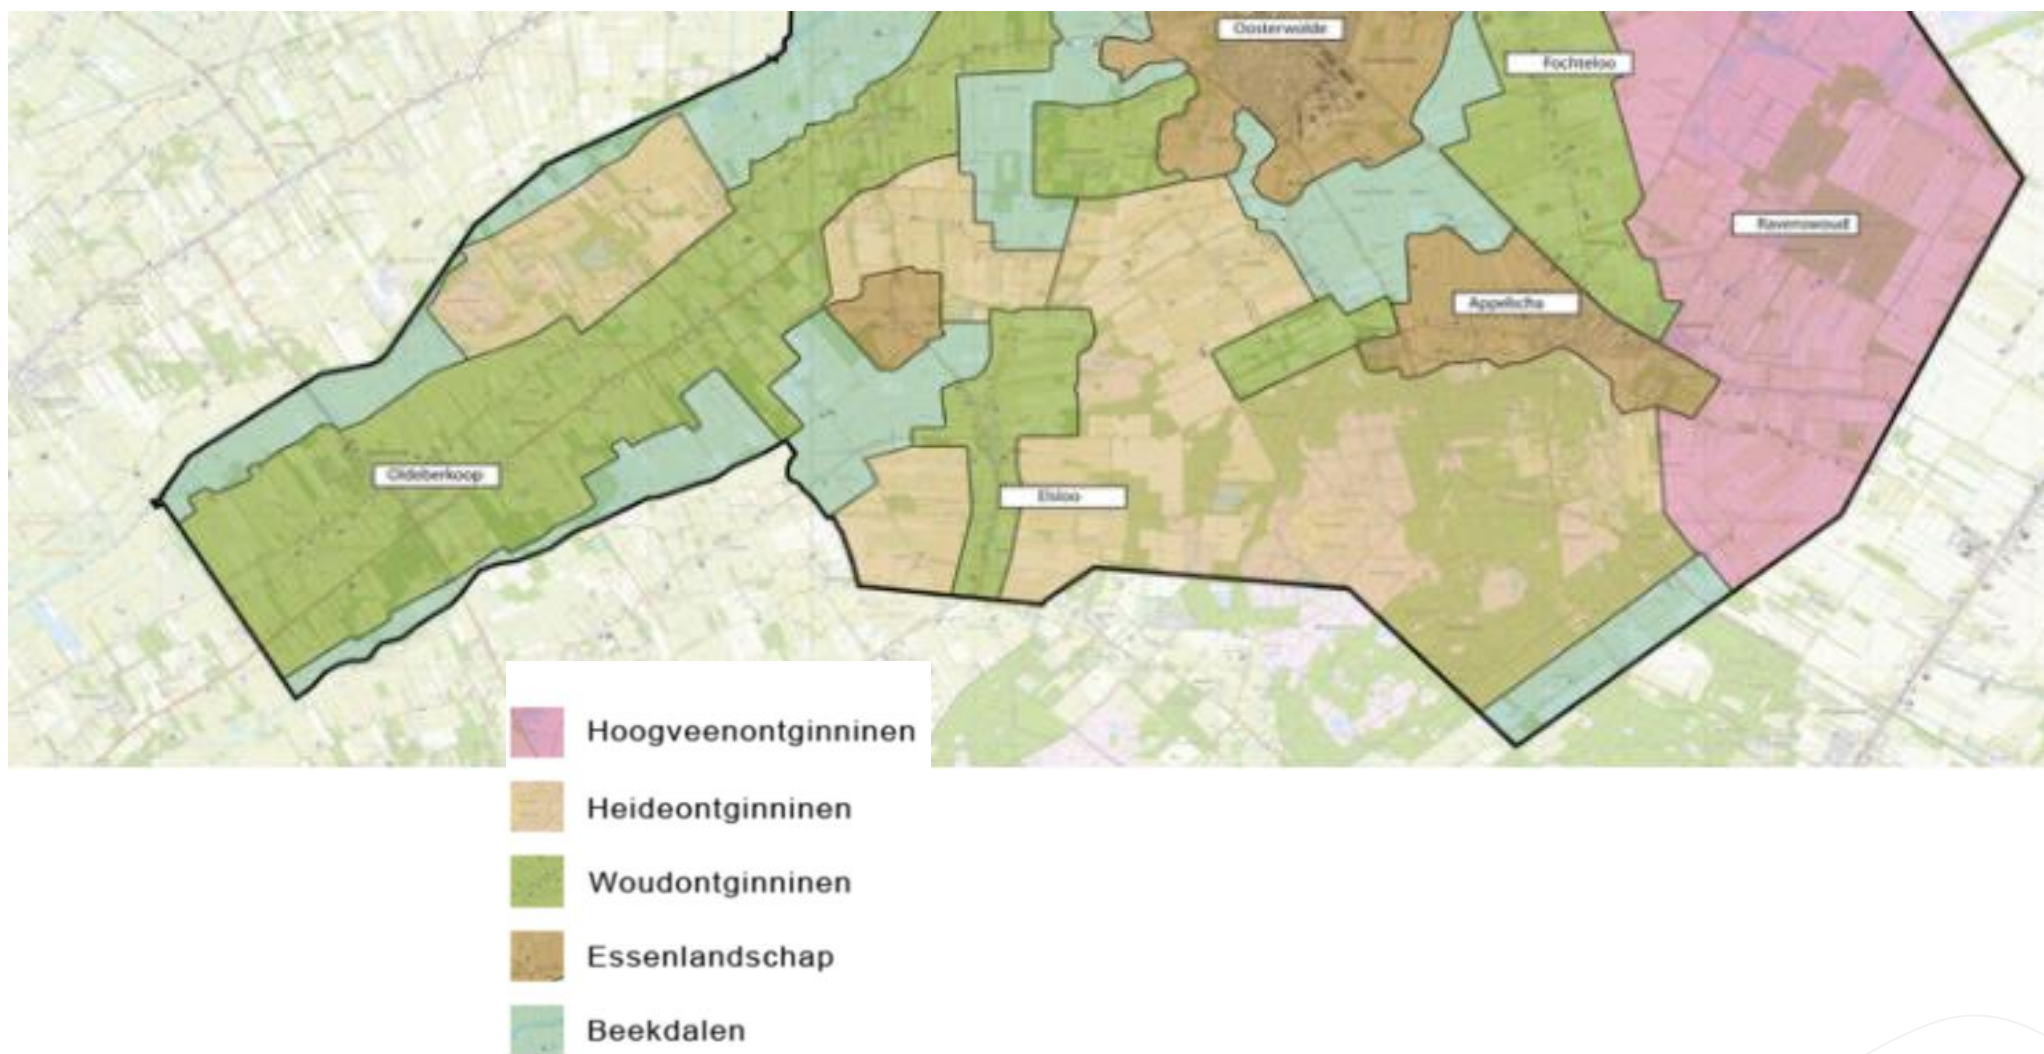 Oosterwolde
Fochteloo
Ravenswoud
Appelscha
Oldeberkoop
Elsloo
Hoogveenontginninen
Heideontginninen
Woudontginninen
Essenlandschap
Beekdalen